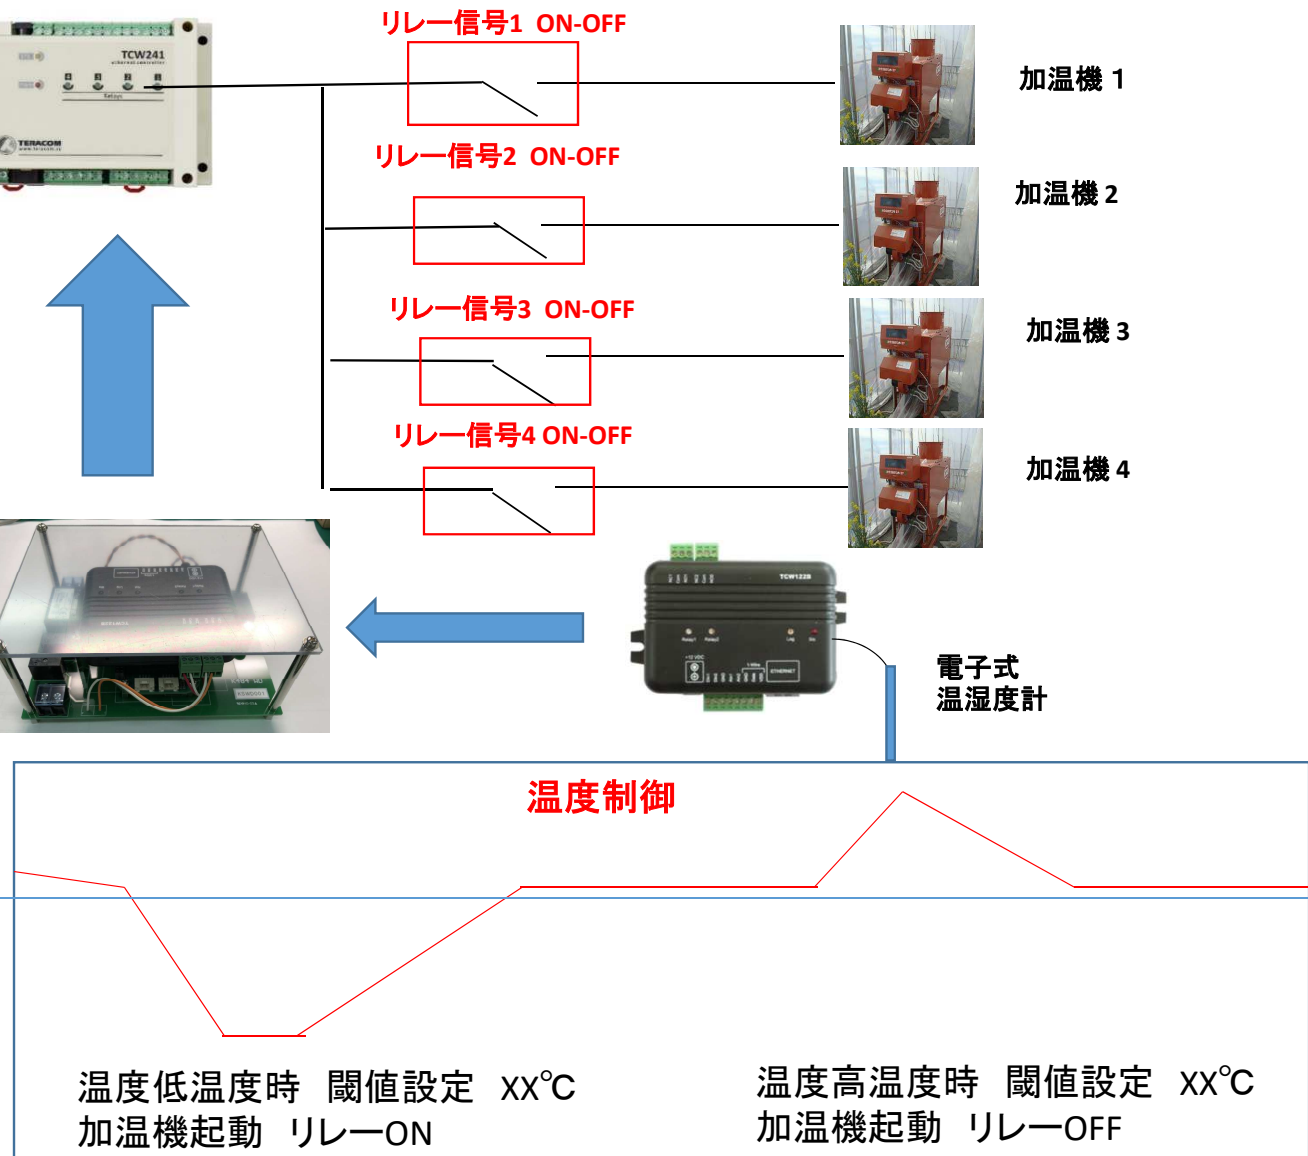 リレー信号1 ON-OFF
TCW241
Relays
TERACOM
加温機 1
リレー信号2 ON-OFF
加温機 2
リレー信号3 ON-OFF
加温機 3
リレー信号4 ON-OFF
加温機 4
TCW122B
Relay1 Relay2
ETHERNET
電子式
温湿度計
温度制御
温度低温度時 閾値設定 XX℃
加温機起動 リレーON
温度高温度時 閾値設定 XX℃
加温機起動 リレーOFF